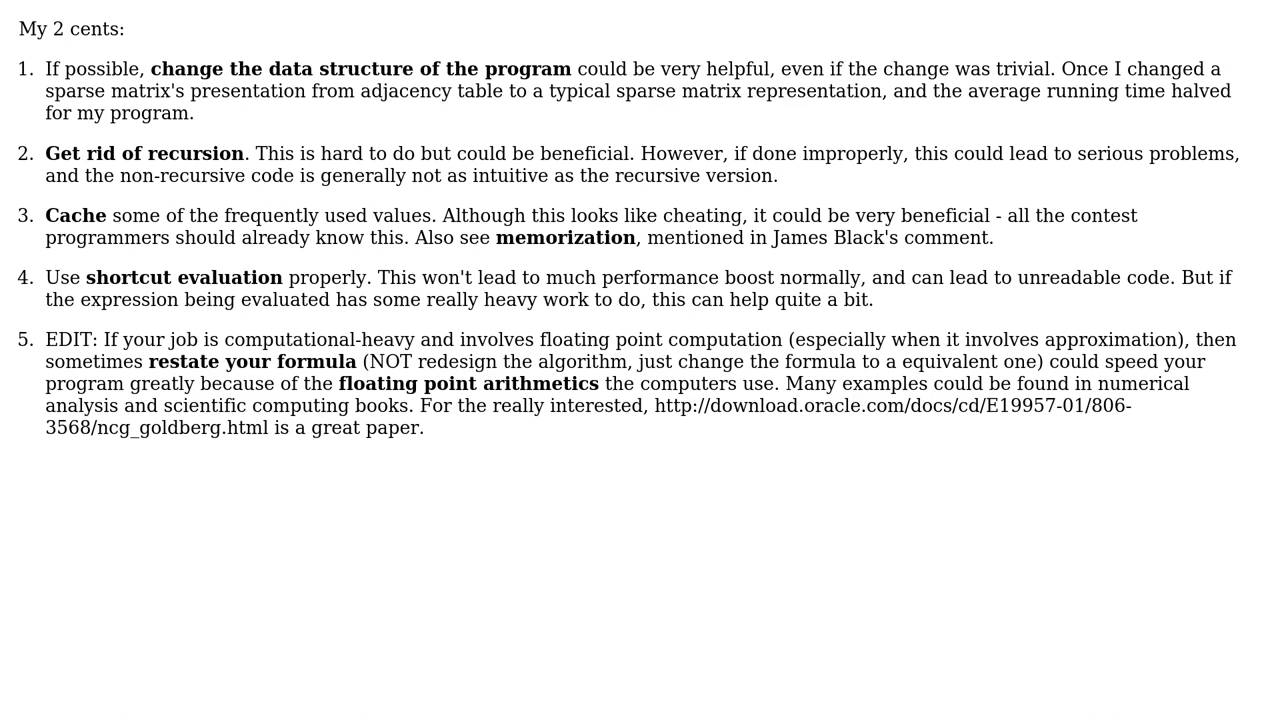 My 2 cents:
1. If possible, change the data structure of the program could be very helpful, even if the change was trivial. Once I changed a
sparse matrix's presentation from adjacency table to a typical sparse matrix representation, and the average running time halved
for my program.
2. Get rid of recursion. This is hard to do but could be beneficial. However, if done improperly, this could lead to serious problems,
and the non-recursive code is generally not as intuitive as the recursive version.
3. Cache some of the frequently used values. Although this looks like cheating, it could be very beneficial - all the contest
programmers should already know this. Also see memorization, mentioned in James Black's comment.
4. Use shortcut evaluation properly. This won't lead to much performance boost normally, and can lead to unreadable code. But if
the expression being evaluated has some really heavy work to do, this can help quite a bit.
5. EDIT: If your job is computational-heavy and involves floating point computation (especially when it involves approximation), then
sometimes restate your formula (NOT redesign the algorithm, just change the formula to a equivalent one) could speed your
program greatly because of the floating point arithmetics the computers use. Many examples could be found in numerical
analysis and scientific computing books. For the really interested, http://download.oracle.com/docs/cd/E19957-01/806-
3568/ncg_goldberg.html is a great paper.